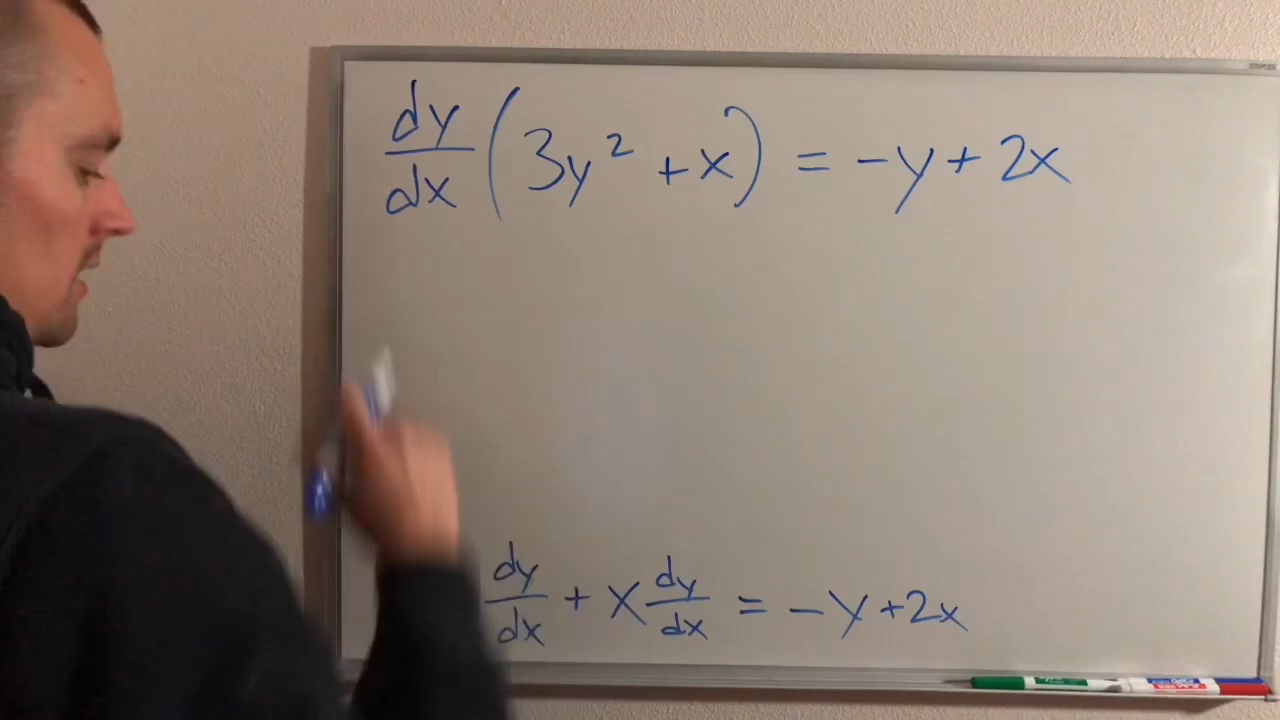 dy/dx (3y² + x) = -y + 2x
dy/dx + x dy/dx = -y + 2x